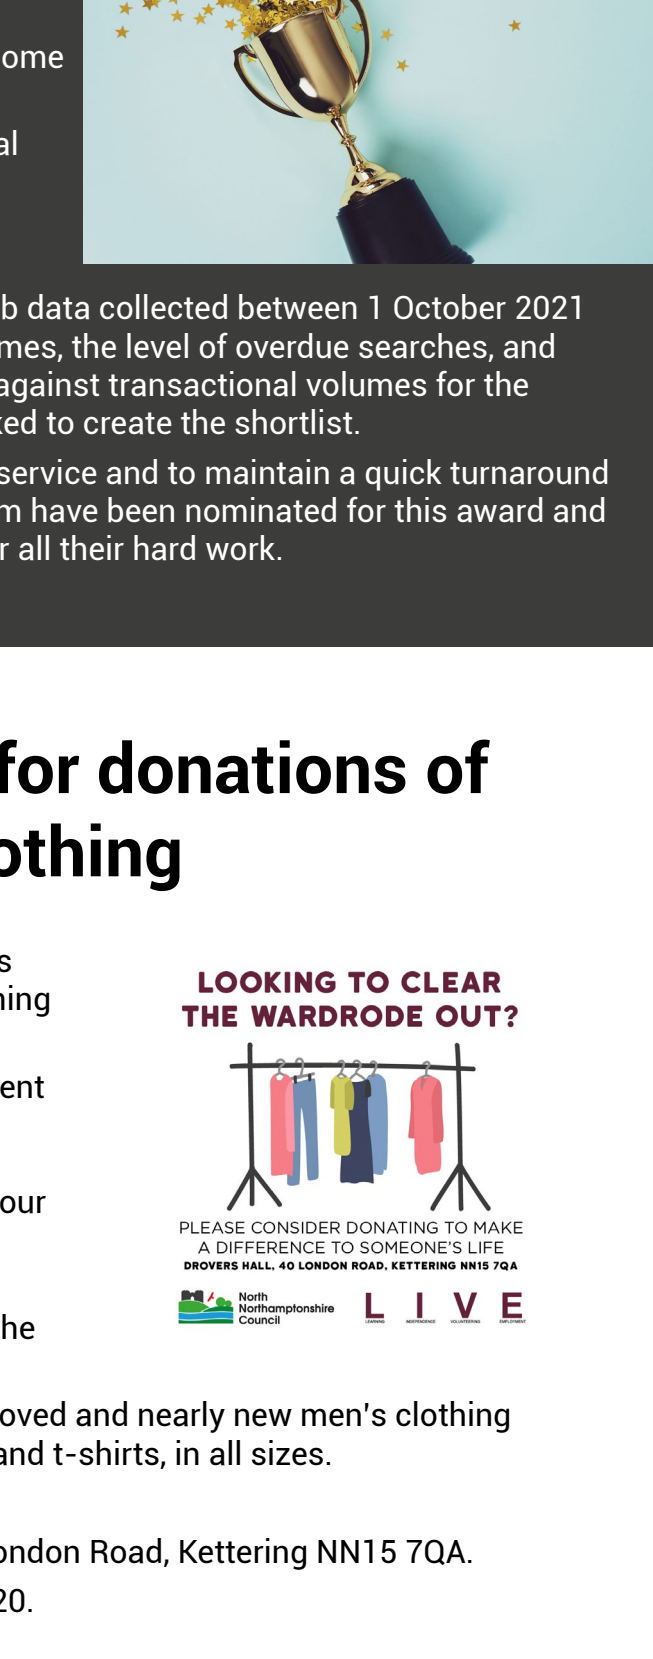 ome
al
b data collected between 1 October 2021
mes, the level of overdue searches, and
against transactional volumes for the
ked to create the shortlist.
service and to maintain a quick turnaround
m have been nominated for this award and
r all their hard work.
for donations of
othing
s
ning
ent
our
he
LOOKING TO CLEAR
THE WARDRODE OUT?
PLEASE CONSIDER DONATING TO MAKE
A DIFFERENCE TO SOMEONE'S LIFE
DROVERS HALL, 40 LONDON ROAD, KETTERING NN15 7QA
North
Northamptonshire
Council
L I V E
LEARNING INDEPENDENCE VOLUNTEERING EMPLOYMENT
oved and nearly new men's clothing
and t-shirts, in all sizes.
ondon Road, Kettering NN15 7QA.
20.